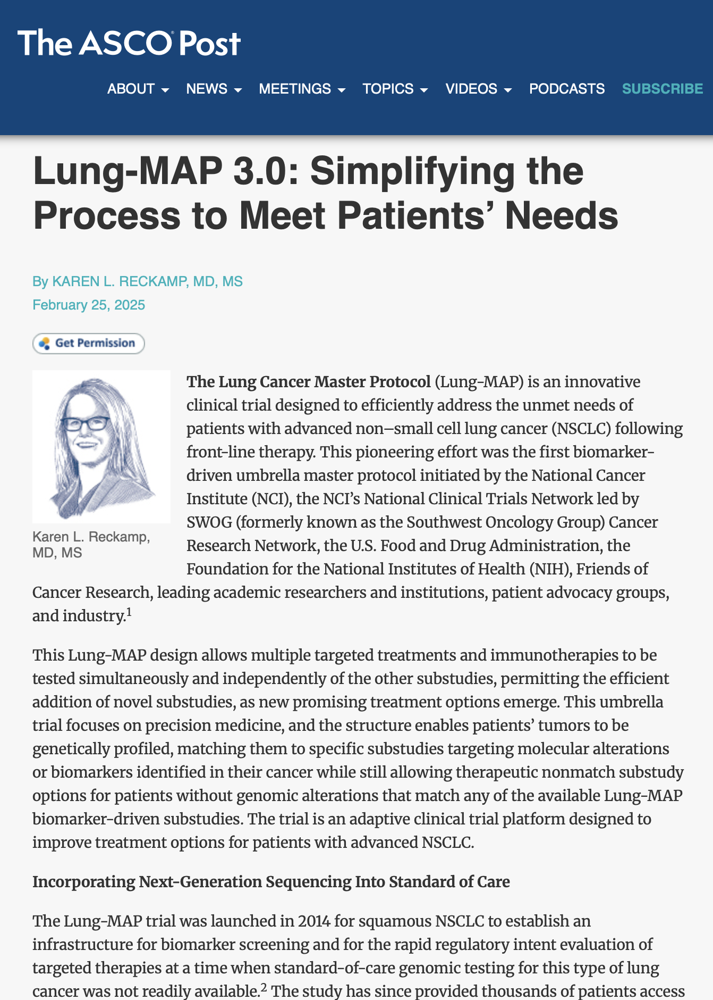 The ASCO® Post
ABOUT NEWS MEETINGS TOPICS VIDEOS PODCASTS SUBSCRIBE
Lung-MAP 3.0: Simplifying the
Process to Meet Patients’ Needs
By KAREN L. RECKAMP, MD, MS
February 25, 2025
Get Permission
Karen L. Reckamp,
MD, MS
The Lung Cancer Master Protocol (Lung-MAP) is an innovative
clinical trial designed to efficiently address the unmet needs of
patients with advanced non–small cell lung cancer (NSCLC) following
front-line therapy. This pioneering effort was the first biomarker-
driven umbrella master protocol initiated by the National Cancer
Institute (NCI), the NCI’s National Clinical Trials Network led by
SWOG (formerly known as the Southwest Oncology Group) Cancer
Research Network, the U.S. Food and Drug Administration, the
Foundation for the National Institutes of Health (NIH), Friends of
Cancer Research, leading academic researchers and institutions, patient advocacy groups,
and industry.1
This Lung-MAP design allows multiple targeted treatments and immunotherapies to be
tested simultaneously and independently of the other substudies, permitting the efficient
addition of novel substudies, as new promising treatment options emerge. This umbrella
trial focuses on precision medicine, and the structure enables patients’ tumors to be
genetically profiled, matching them to specific substudies targeting molecular alterations
or biomarkers identified in their cancer while still allowing therapeutic nonmatch substudy
options for patients without genomic alterations that match any of the available Lung-MAP
biomarker-driven substudies. The trial is an adaptive clinical trial platform designed to
improve treatment options for patients with advanced NSCLC.
Incorporating Next-Generation Sequencing Into Standard of Care
The Lung-MAP trial was launched in 2014 for squamous NSCLC to establish an
infrastructure for biomarker screening and for the rapid regulatory intent evaluation of
targeted therapies at a time when standard-of-care genomic testing for this type of lung
cancer was not readily available.2 The study has since provided thousands of patients access